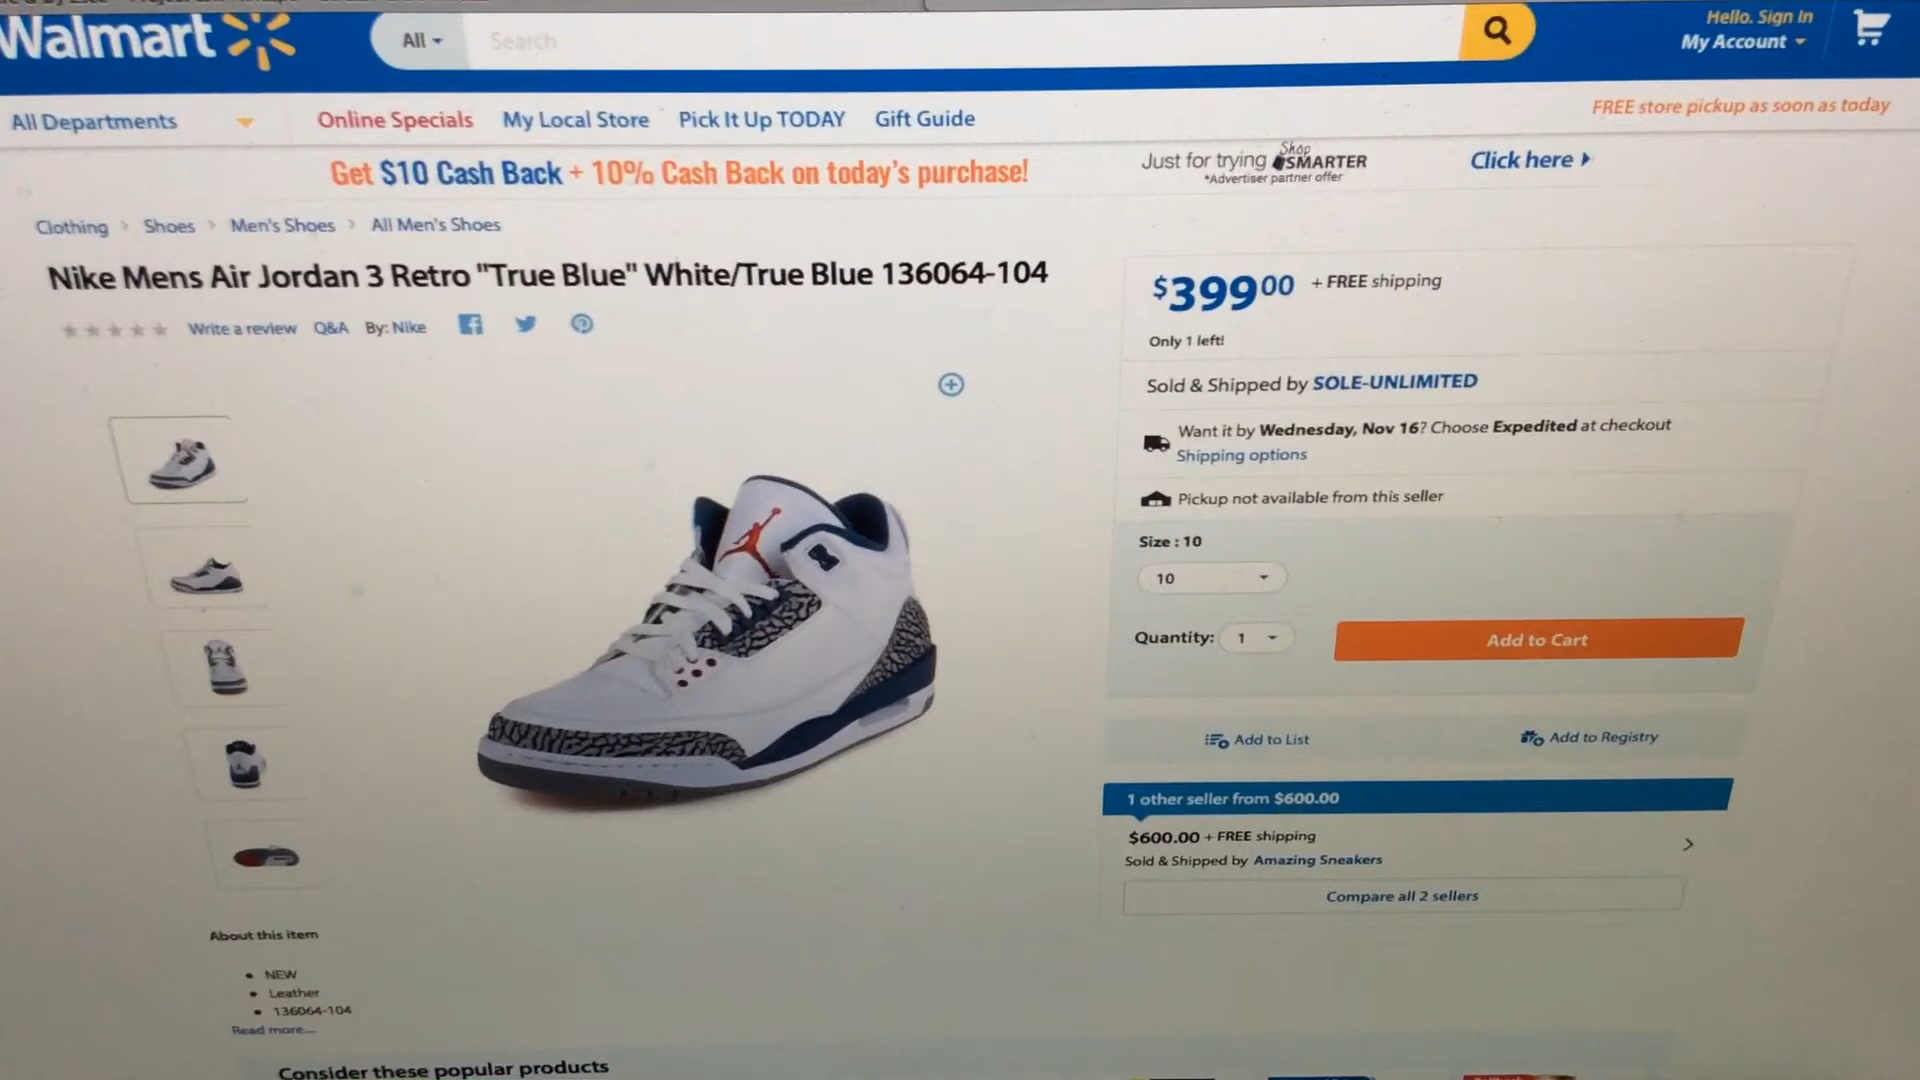 Walmart
All
Search
Hello. Sign In
My Account
All Departments
Online Specials
My Local Store
Pick It Up TODAY
Gift Guide
FREE store pickup as soon as today
Get $10 Cash Back + 10% Cash Back on today's purchase!
Just for trying Shop SMARTER
*Advertiser partner offer
Click here
Clothing > Shoes > Men's Shoes > All Men's Shoes
Nike Mens Air Jordan 3 Retro "True Blue" White/True Blue 136064-104
Write a review Q&A By: Nike
$399 00 + FREE shipping
Only 1 left!
Sold & Shipped by SOLE-UNLIMITED
Want it by Wednesday, Nov 16? Choose Expedited at checkout
Shipping options
Pickup not available from this seller
Size : 10
10
Quantity: 1
Add to Cart
Add to List
Add to Registry
1 other seller from $600.00
$600.00 + FREE shipping
Sold & Shipped by Amazing Sneakers
Compare all 2 sellers
About this item
• NEW
• Leather
• 136064-104
Read more...
Consider these popular products